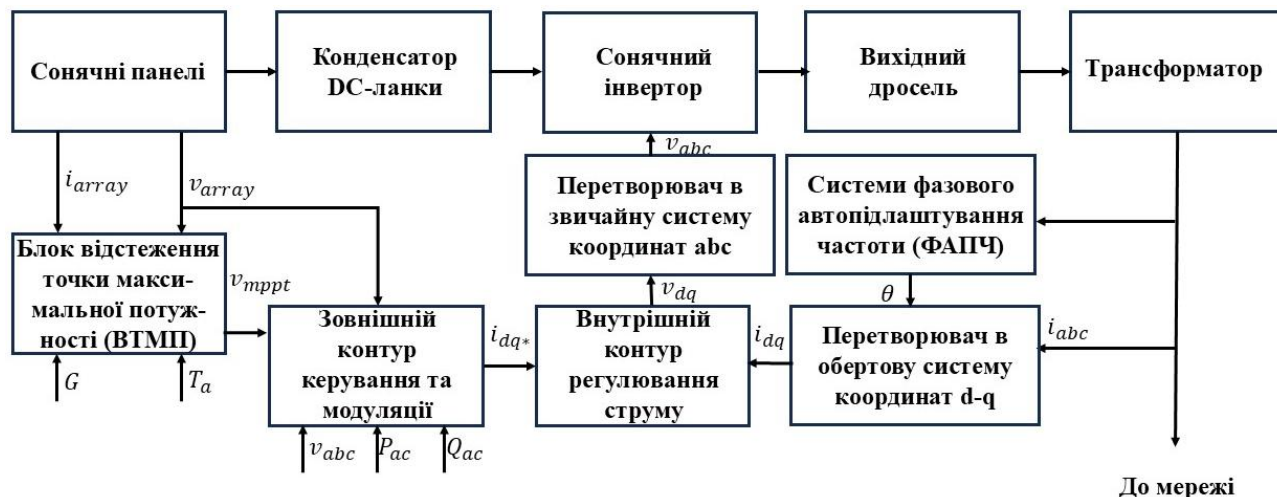 Сонячні панелі
Конденсатор
DC-ланки
Сонячний
інвертор
Вихідний
дросель
Трансформатор
i_array
v_array
v_abc
Перетворювач в
звичайну систему
координат abc
Системи фазового
автопідлаштування
частоти (ФАПЧ)
Блок відстеження
точки макси-
мальної потуж-
ності (ВТМП)
v_mppt
v_dq
θ
Зовнішній
контур
керування та
модуляції
i_dq*
Внутрішній
контур
регулювання
струму
i_dq
Перетворювач в
обертову систему
координат d-q
i_abc
G
T_a
v_abc
P_ac
Q_ac
До мережі